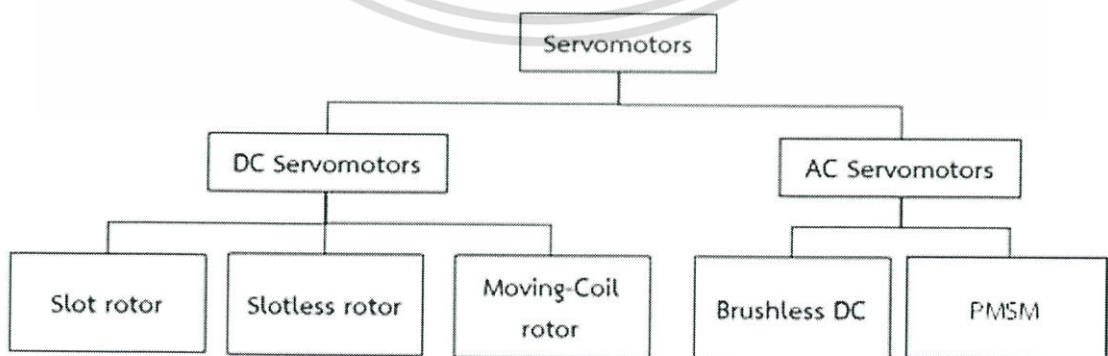 Servomotors
DC Servomotors
AC Servomotors
Slot rotor
Slotless rotor
Moving-Coil
rotor
Brushless DC
PMSM